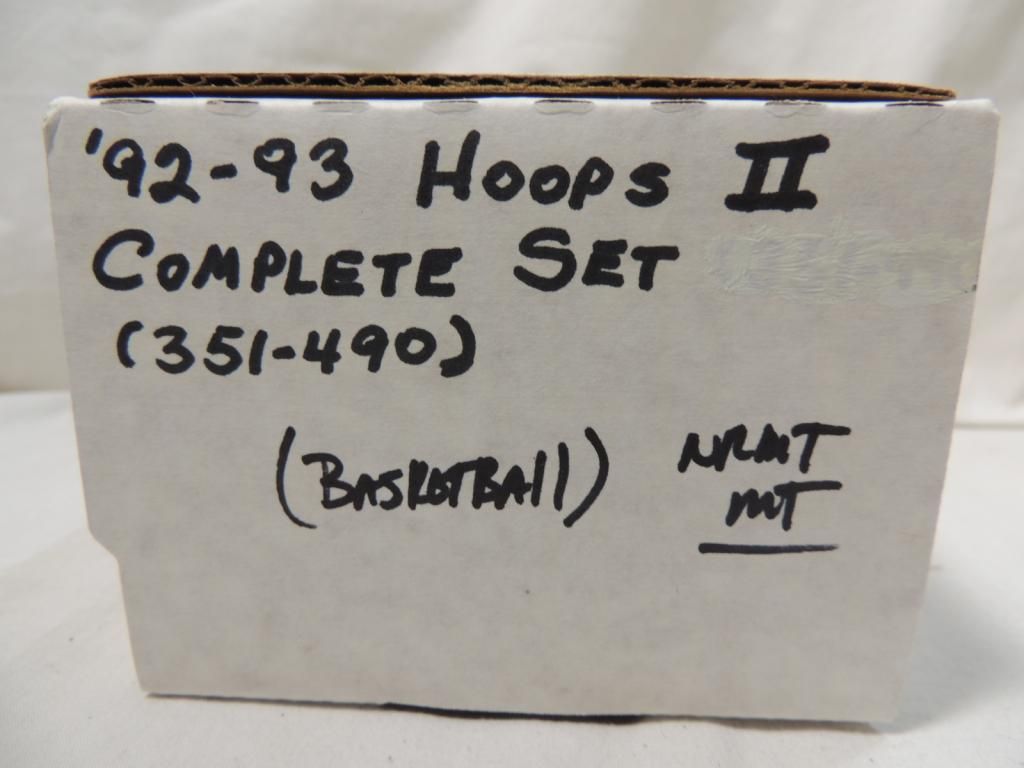 '92-93 HOOPS II
COMPLETE SET
(351-490)
(BASKETBALL) NRMT
MT